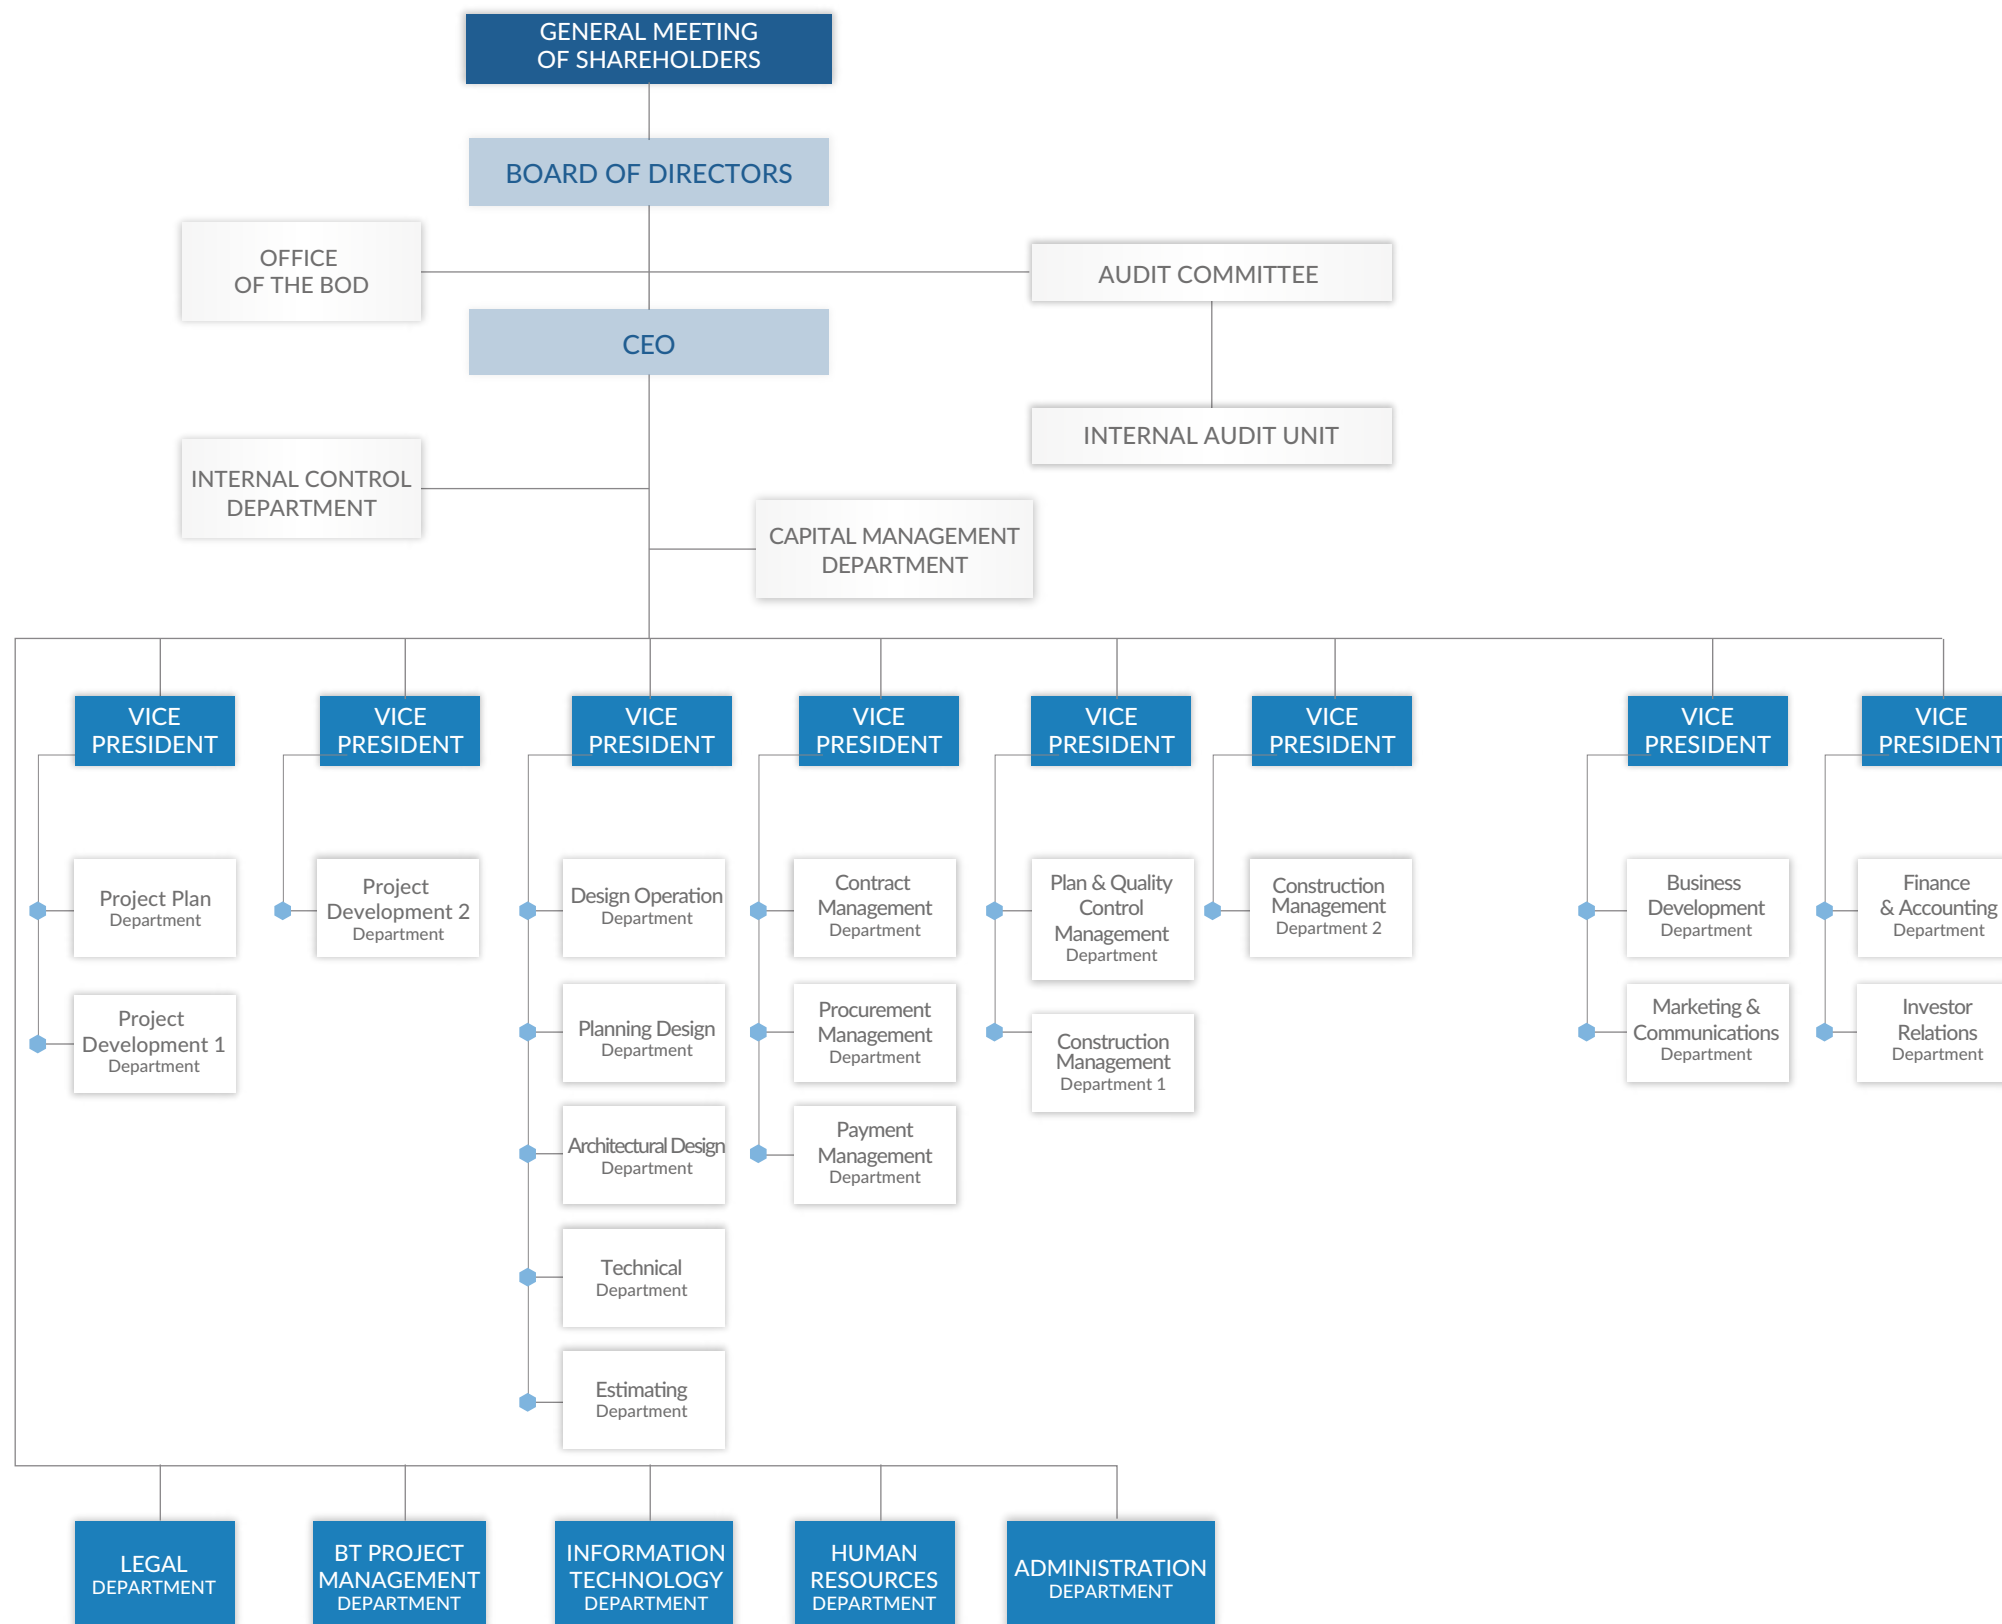 GENERAL MEETING
OF SHAREHOLDERS
BOARD OF DIRECTORS
OFFICE
OF THE BOD
AUDIT COMMITTEE
CEO
INTERNAL AUDIT UNIT
INTERNAL CONTROL
DEPARTMENT
CAPITAL MANAGEMENT
DEPARTMENT
VICE
PRESIDENT
VICE
PRESIDENT
VICE
PRESIDENT
VICE
PRESIDENT
VICE
PRESIDENT
VICE
PRESIDENT
VICE
PRESIDENT
VICE
PRESIDENT
Project Plan
Department
Project
Development 1
Department
Project
Development 2
Department
Design Operation
Department
Planning Design
Department
Architectural Design
Department
Technical
Department
Estimating
Department
Contract
Management
Department
Procurement
Management
Department
Payment
Management
Department
Plan & Quality
Control
Management
Department
Construction
Management
Department 1
Construction
Management
Department 2
Business
Development
Department
Marketing &
Communications
Department
Finance
& Accounting
Department
Investor
Relations
Department
LEGAL
DEPARTMENT
BT PROJECT
MANAGEMENT
DEPARTMENT
INFORMATION
TECHNOLOGY
DEPARTMENT
HUMAN
RESOURCES
DEPARTMENT
ADMINISTRATION
DEPARTMENT